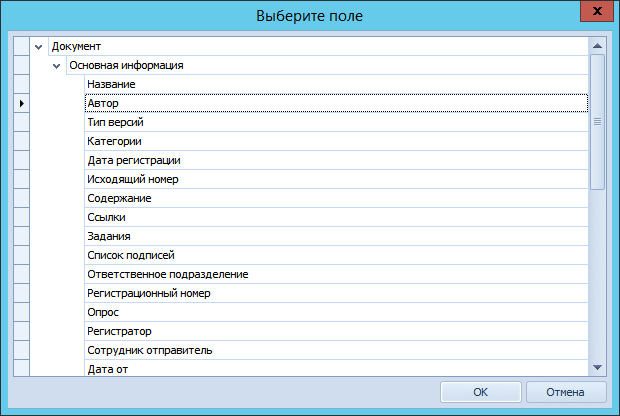 Выберите поле
Документ
Основная информация
Название
Автор
Тип версий
Категории
Дата регистрации
Исходящий номер
Содержание
Ссылки
Задания
Список подписей
Ответственное подразделение
Регистрационный номер
Опрос
Регистратор
Сотрудник отправитель
Дата от
OK
Отмена